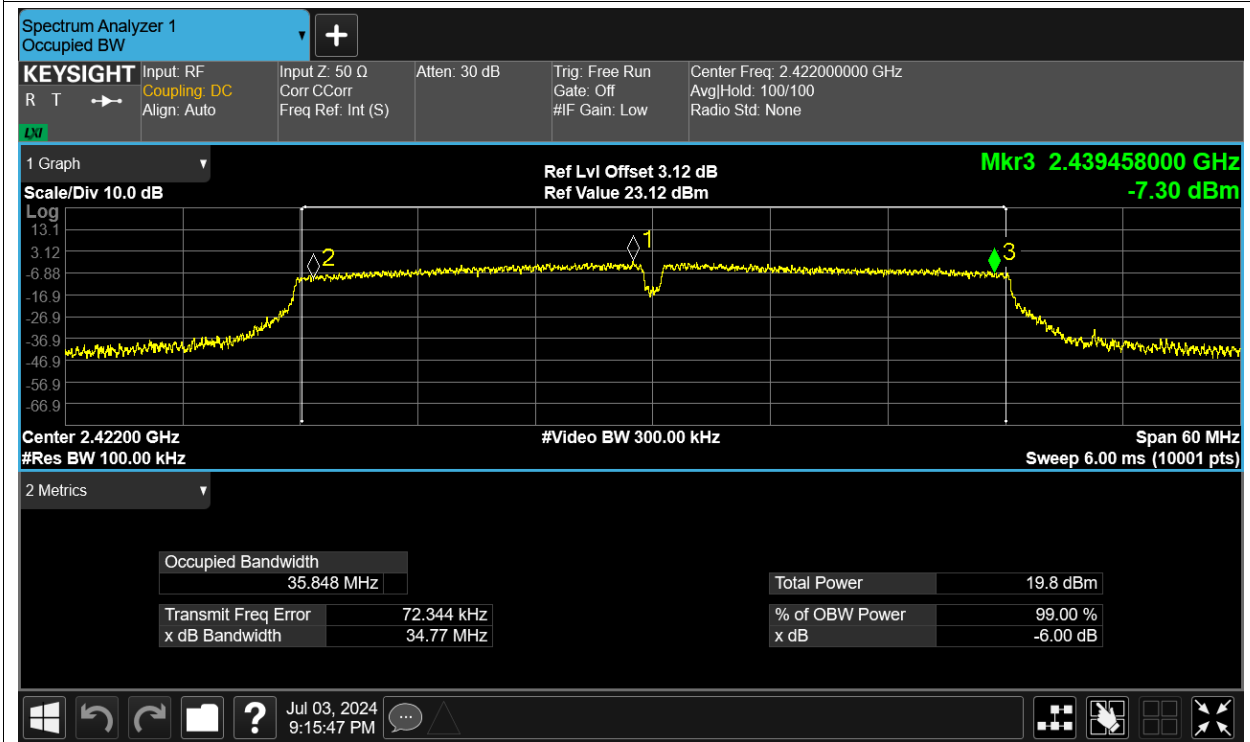 Spectrum Analyzer 1
Occupied BW
▼
+
KEYSIGHT
R T
LXI
Input: RF
Coupling: DC
Align: Auto
Input Z: 50 Ω
Corr CCorr
Freq Ref: Int (S)
Atten: 30 dB
Trig: Free Run
Gate: Off
#IF Gain: Low
Center Freq: 2.422000000 GHz
Avg|Hold: 100/100
Radio Std: None
1 Graph ▼
Scale/Div 10.0 dB
Ref Lvl Offset 3.12 dB
Ref Value 23.12 dBm
Mkr3 2.439458000 GHz
-7.30 dBm
Log
13.1
3.12
-6.88
-16.9
-26.9
-36.9
-46.9
-56.9
-66.9
2
1
3
Center 2.42200 GHz
#Res BW 100.00 kHz
#Video BW 300.00 kHz
Span 60 MHz
Sweep 6.00 ms (10001 pts)
2 Metrics ▼
Occupied Bandwidth
35.848 MHz
Transmit Freq Error 72.344 kHz
x dB Bandwidth 34.77 MHz
Total Power 19.8 dBm
% of OBW Power 99.00 %
x dB -6.00 dB
?
Jul 03, 2024
9:15:47 PM